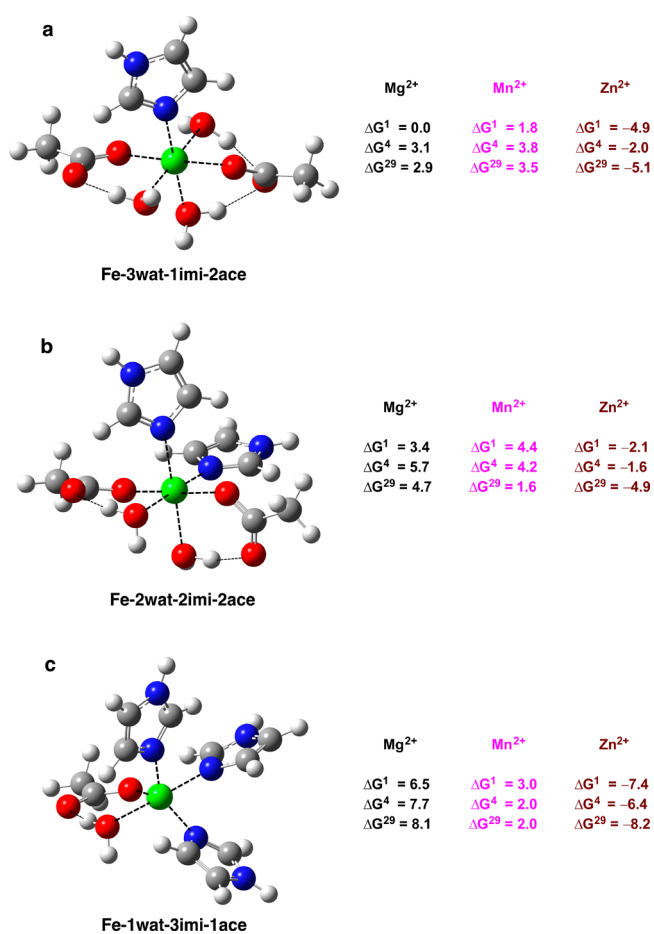 a
Mg²⁺ Mn²⁺ Zn²⁺
ΔG¹ = 0.0 ΔG¹ = 1.8 ΔG¹ = −4.9
ΔG⁴ = 3.1 ΔG⁴ = 3.8 ΔG⁴ = −2.0
ΔG²⁹ = 2.9 ΔG²⁹ = 3.5 ΔG²⁹ = −5.1
Fe-3wat-1imi-2ace
b
Mg²⁺ Mn²⁺ Zn²⁺
ΔG¹ = 3.4 ΔG¹ = 4.4 ΔG¹ = −2.1
ΔG⁴ = 5.7 ΔG⁴ = 4.2 ΔG⁴ = −1.6
ΔG²⁹ = 4.7 ΔG²⁹ = 1.6 ΔG²⁹ = −4.9
Fe-2wat-2imi-2ace
c
Mg²⁺ Mn²⁺ Zn²⁺
ΔG¹ = 6.5 ΔG¹ = 3.0 ΔG¹ = −7.4
ΔG⁴ = 7.7 ΔG⁴ = 2.0 ΔG⁴ = −6.4
ΔG²⁹ = 8.1 ΔG²⁹ = 2.0 ΔG²⁹ = −8.2
Fe-1wat-3imi-1ace